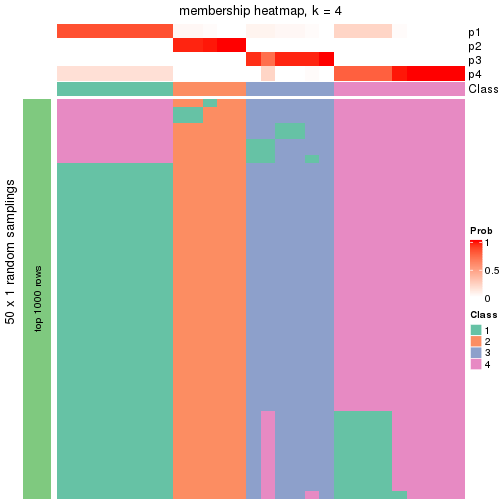 membership heatmap, k = 4
p1
p2
p3
p4
Class
50 x 1 random samplings
top 1000 rows
Prob
1
0.5
0
Class
1
2
3
4